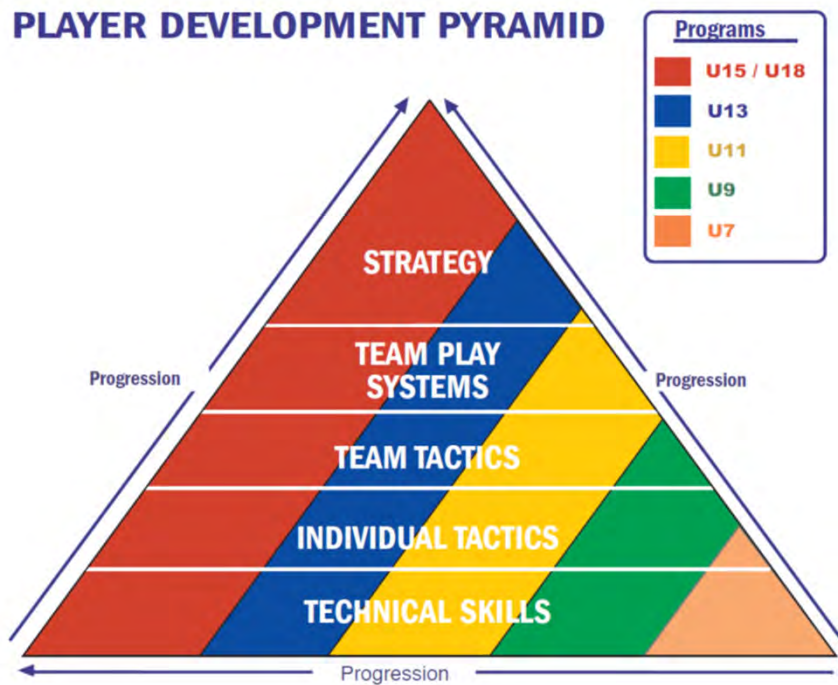 PLAYER DEVELOPMENT PYRAMID
Programs
U15 / U18
U13
U11
U9
U7
STRATEGY
TEAM PLAY
SYSTEMS
Progression
Progression
TEAM TACTICS
INDIVIDUAL TACTICS
TECHNICAL SKILLS
Progression